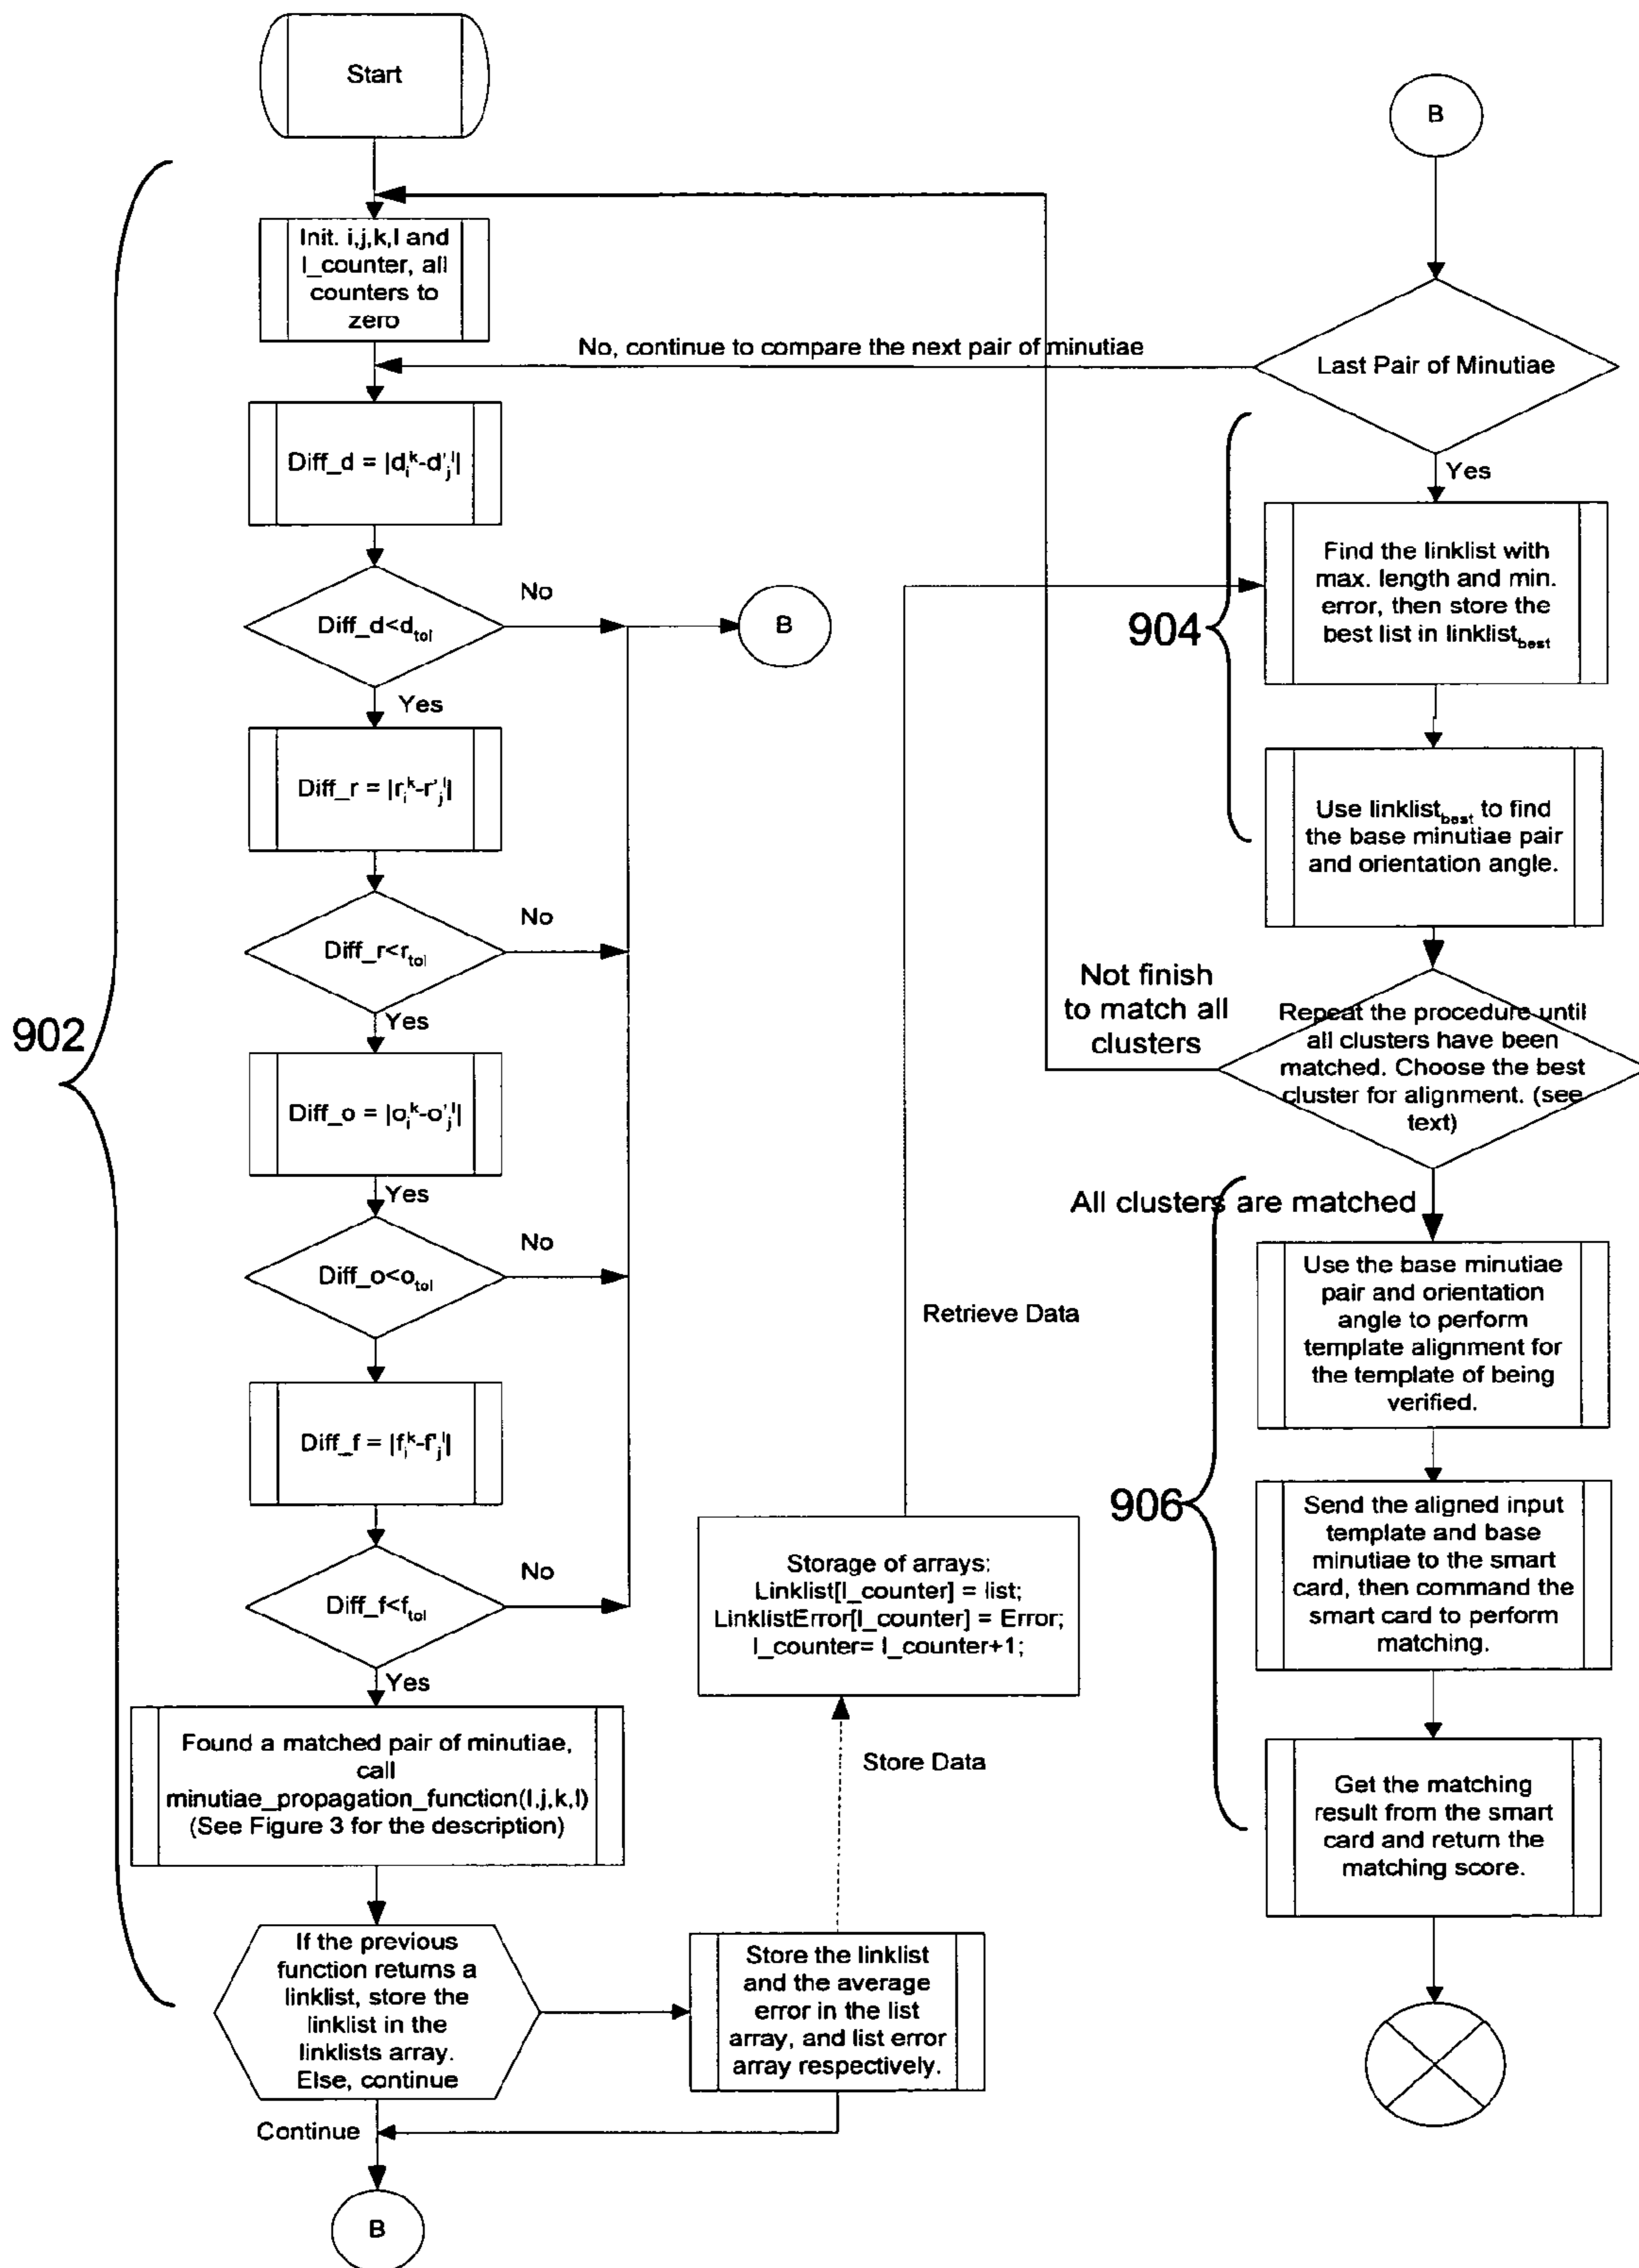 Start
Init. i,j,k,l and
l_counter, all
counters to
zero
Diff_d = |d_i^k-d'_j^l|
Diff_d<d_tol
No
Yes
Diff_r = |r_i^k-r'_j^l|
Diff_r<r_tol
No
Yes
Diff_o = |o_i^k-o'_j^l|
Yes
Diff_o<o_tol
No
Diff_f = |f_i^k-f'_j^l|
Diff_f<f_tol
No
Yes
Found a matched pair of minutiae,
call
minutiae_propagation_function(I,j,k,l)
(See Figure 3 for the description)
If the previous
function returns a
linklist, store the
linklist in the
linklists array.
Else, continue
Continue
B
902
B
Store the linklist
and the average
error in the list
array, and list error
array respectively.
Store Data
Storage of arrays:
Linklist[l_counter] = list;
LinklistError[l_counter] = Error;
l_counter= l_counter+1;
Retrieve Data
B
Last Pair of Minutiae
No, continue to compare the next pair of minutiae
Yes
904
Find the linklist with
max. length and min.
error, then store the
best list in linklist_best
Use linklist_best to find
the base minutiae pair
and orientation angle.
Not finish
to match all
clusters
Repeat the procedure until
all clusters have been
matched. Choose the best
cluster for alignment. (see
text)
All clusters are matched
906
Use the base minutiae
pair and orientation
angle to perform
template alignment for
the template of being
verified.
Send the aligned input
template and base
minutiae to the smart
card, then command the
smart card to perform
matching.
Get the matching
result from the smart
card and return the
matching score.